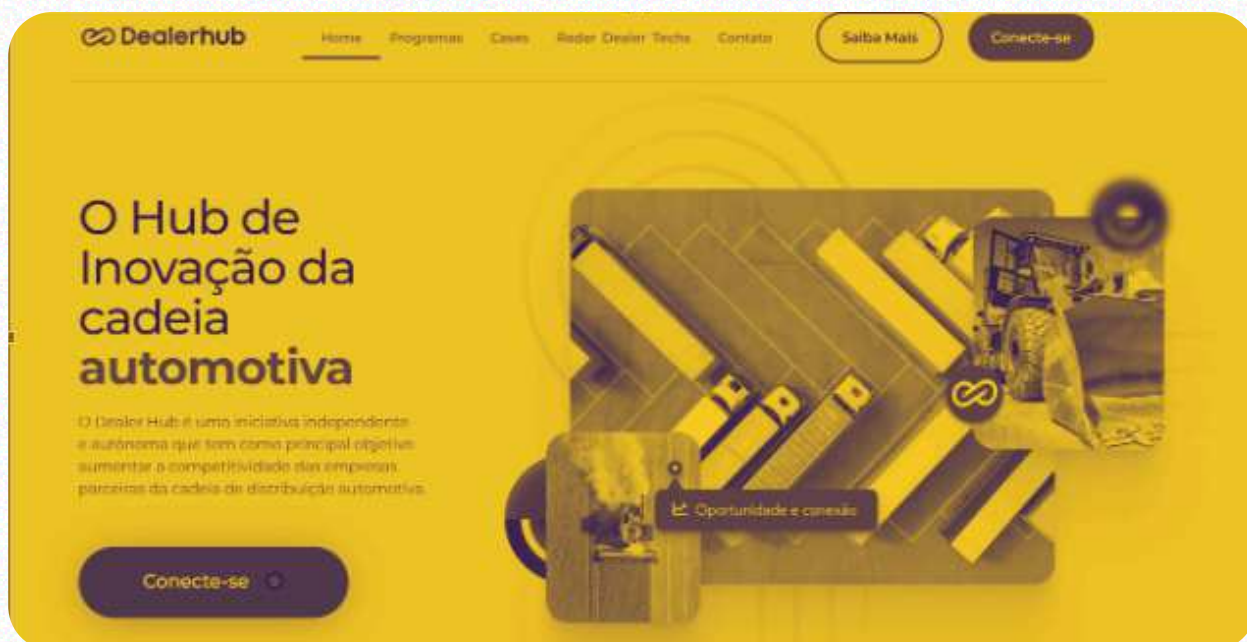 Dealerhub
Home Programas Cases Radar Dealer Techs Contato Saiba Mais Conecte-se
O Hub de
Inovação da
cadeia
automotiva
O Dealer Hub é uma iniciativa independente
e autônoma que tem como principal objetivo
aumentar a competitividade das empresas
parceiras da cadeia de distribuição automotiva.
Oportunidade e conexão
Conecte-se